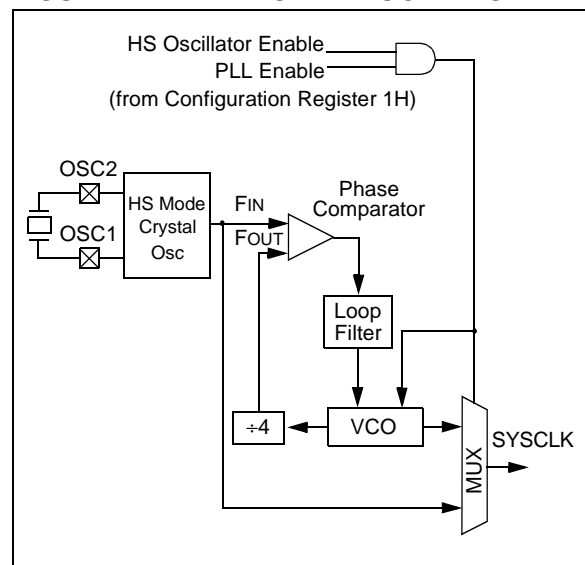 HS Oscillator Enable
PLL Enable
(from Configuration Register 1H)
OSC2
OSC1
HS Mode
Crystal
Osc
FIN
FOUT
Phase
Comparator
Loop
Filter
÷4
VCO
MUX
SYSCLK